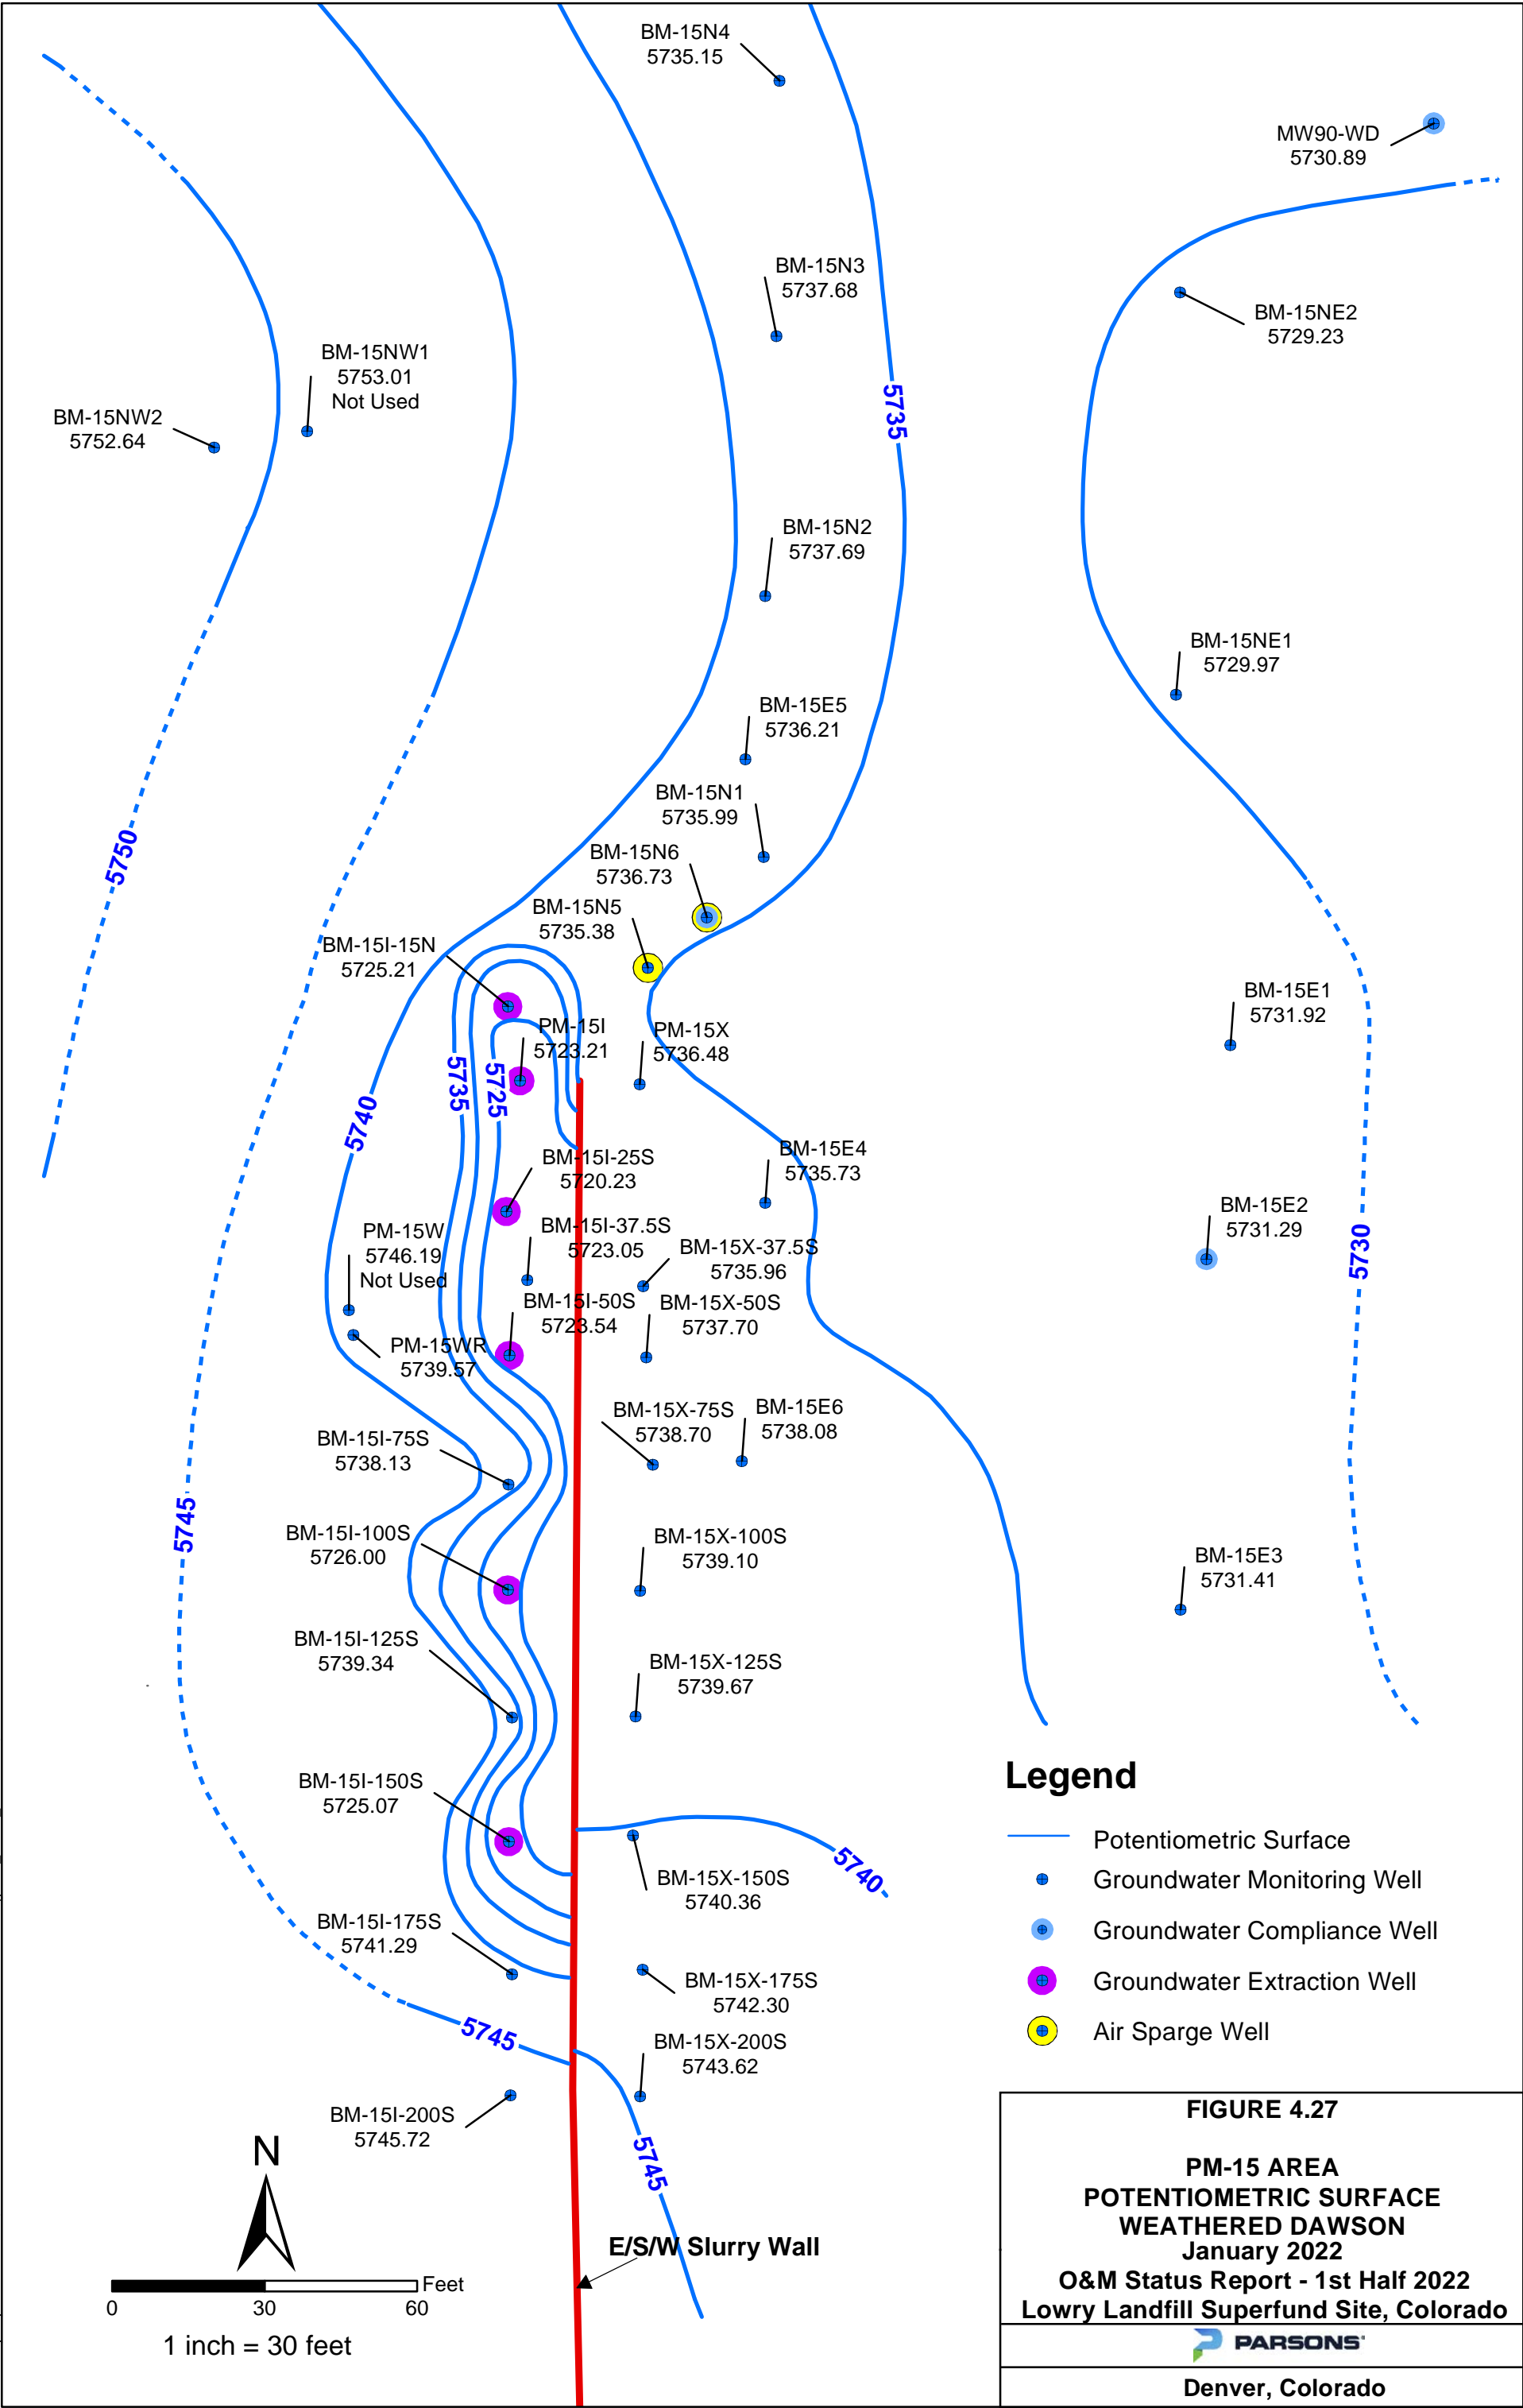 BM-15N4
5735.15
MW90-WD
5730.89
BM-15N3
5737.68
BM-15NE2
5729.23
BM-15NW1
5753.01
Not Used
BM-15NW2
5752.64
5735
BM-15N2
5737.69
BM-15NE1
5729.97
BM-15E5
5736.21
BM-15N1
5735.99
5750
BM-15N6
5736.73
BM-15N5
5735.38
BM-15I-15N
5725.21
BM-15E1
5731.92
PM-15I
5723.21
PM-15X
5736.48
5735
5725
5740
BM-15E4
5735.73
BM-15I-25S
5720.23
BM-15E2
5731.29
5730
PM-15W
5746.19
Not Used
BM-15I-37.5S
5723.05
BM-15X-37.5S
5735.96
BM-15I-50S
5723.54
BM-15X-50S
5737.70
PM-15WR
5739.57
BM-15X-75S
5738.70
BM-15E6
5738.08
BM-15I-75S
5738.13
5745
BM-15I-100S
5726.00
BM-15X-100S
5739.10
BM-15E3
5731.41
BM-15I-125S
5739.34
BM-15X-125S
5739.67
BM-15I-150S
5725.07
5740
BM-15X-150S
5740.36
BM-15I-175S
5741.29
BM-15X-175S
5742.30
5745
BM-15X-200S
5743.62
BM-15I-200S
5745.72
5745
E/S/W Slurry Wall
N
Feet
0 30 60
1 inch = 30 feet
Legend
Potentiometric Surface
Groundwater Monitoring Well
Groundwater Compliance Well
Groundwater Extraction Well
Air Sparge Well
FIGURE 4.27
PM-15 AREA
POTENTIOMETRIC SURFACE
WEATHERED DAWSON
January 2022
O&M Status Report - 1st Half 2022
Lowry Landfill Superfund Site, Colorado
PARSONS
Denver, Colorado